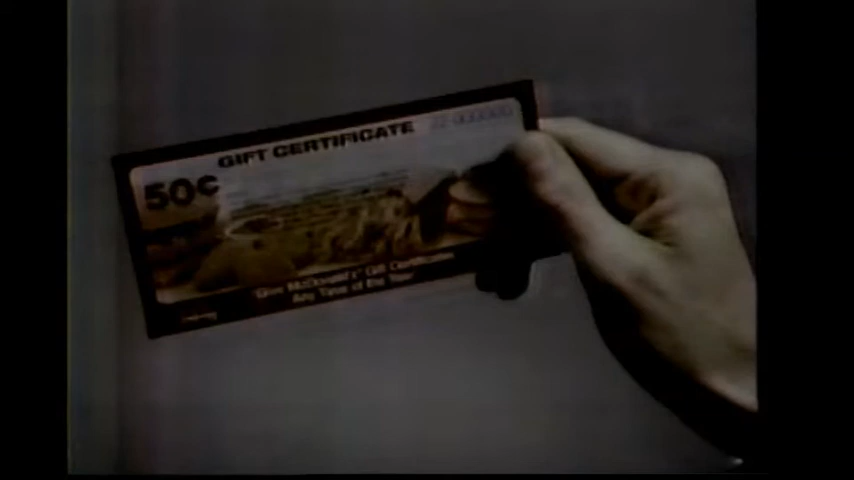 GIFT CERTIFICATE
50¢
Give McDonald's® Gift Certificates
Any Time of the Year